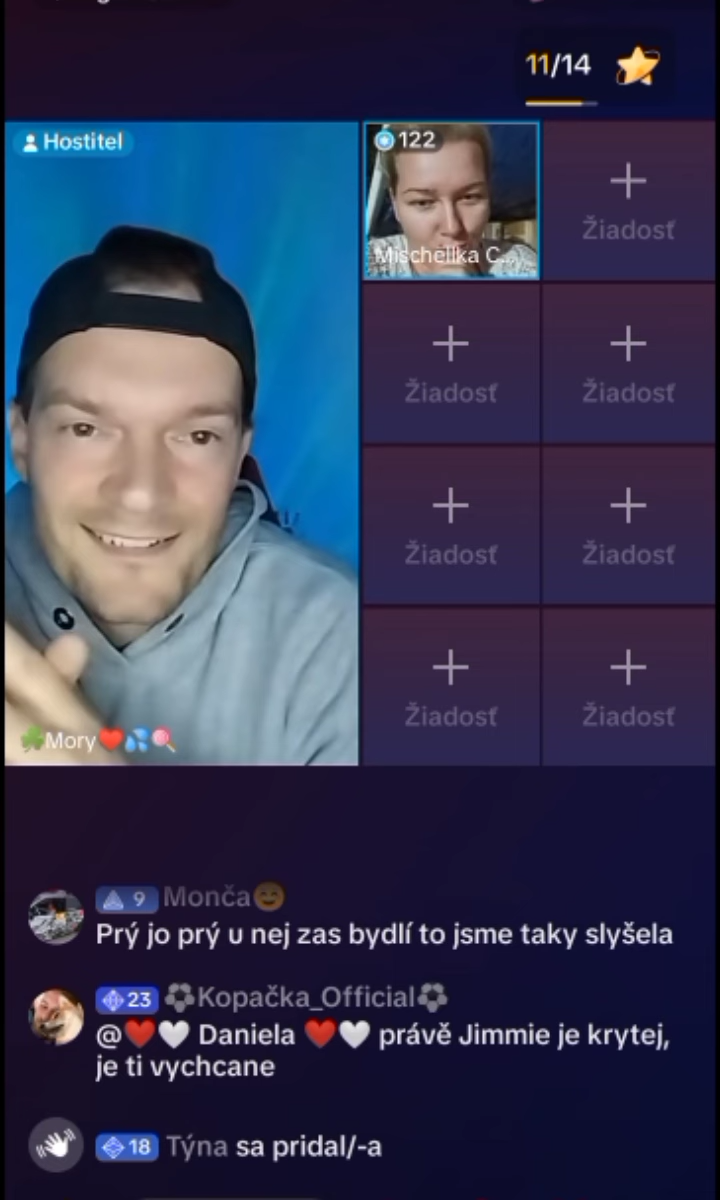 11/14
Hostitel
122
Mischellka C...
Žiadosť
Žiadosť
Žiadosť
Žiadosť
Žiadosť
Žiadosť
Žiadosť
🍀Mory❤️💦🍭
9 Monča😊
Prý jo prý u nej zas bydlí to jsme taky slyšela
23 ⚽Kopačka_Official⚽
@❤️🤍 Daniela ❤️🤍 právě Jimmie je krytej,
je ti vychcane
18 Týna sa pridal/-a